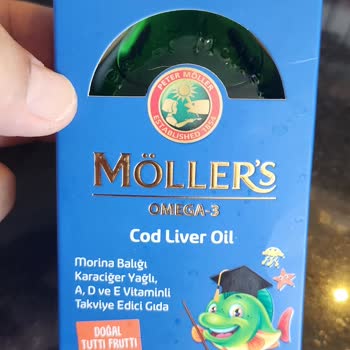 PETER MÖLLER
ESTABLISHED 1854
MÖLLER'S
OMEGA-3
Cod Liver Oil
Morina Balığı
Karaciğer Yağlı,
A, D ve E Vitaminli
Takviye Edici Gıda
DOĞAL
TUTTI FRUTTI